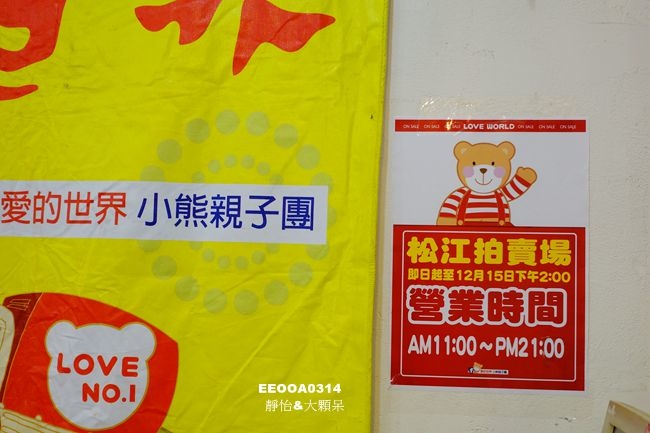 愛的世界 小熊親子團
LOVE
NO.1
ON SALE ON SALE ON SALE LOVE WORLD ON SALE ON SALE ON SALE
松江拍賣場
即日起至12月15日下午2:00
營業時間
AM11:00～PM21:00
EEOOA0314
靜怡&大顆呆